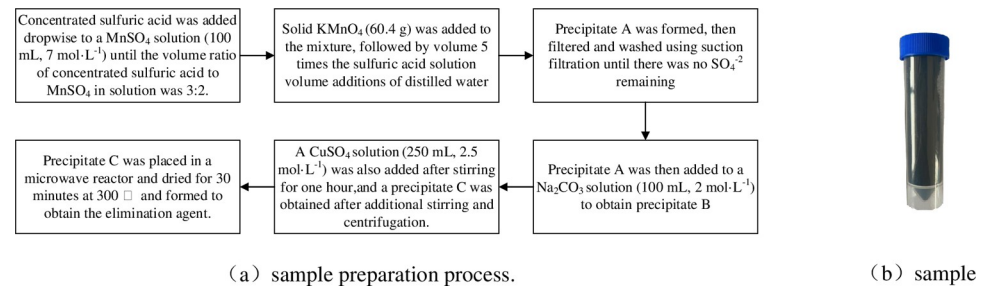 Concentrated sulfuric acid was added
dropwise to a MnSO4 solution (100
mL, 7 mol·L-1) until the volume ratio
of concentrated sulfuric acid to
MnSO4 in solution was 3:2.
Solid KMnO4 (60.4 g) was added to
the mixture, followed by volume 5
times the sulfuric acid solution
volume additions of distilled water
Precipitate A was formed, then
filtered and washed using suction
filtration until there was no SO4-2
remaining
Precipitate A was then added to a
Na2CO3 solution (100 mL, 2 mol·L-1)
to obtain precipitate B
A CuSO4 solution (250 mL, 2.5
mol·L-1) was also added after stirring
for one hour,and a precipitate C was
obtained after additional stirring and
centrifugation.
Precipitate C was placed in a
microwave reactor and dried for 30
minutes at 300 □ and formed to
obtain the elimination agent.
（a）sample preparation process.
（b）sample